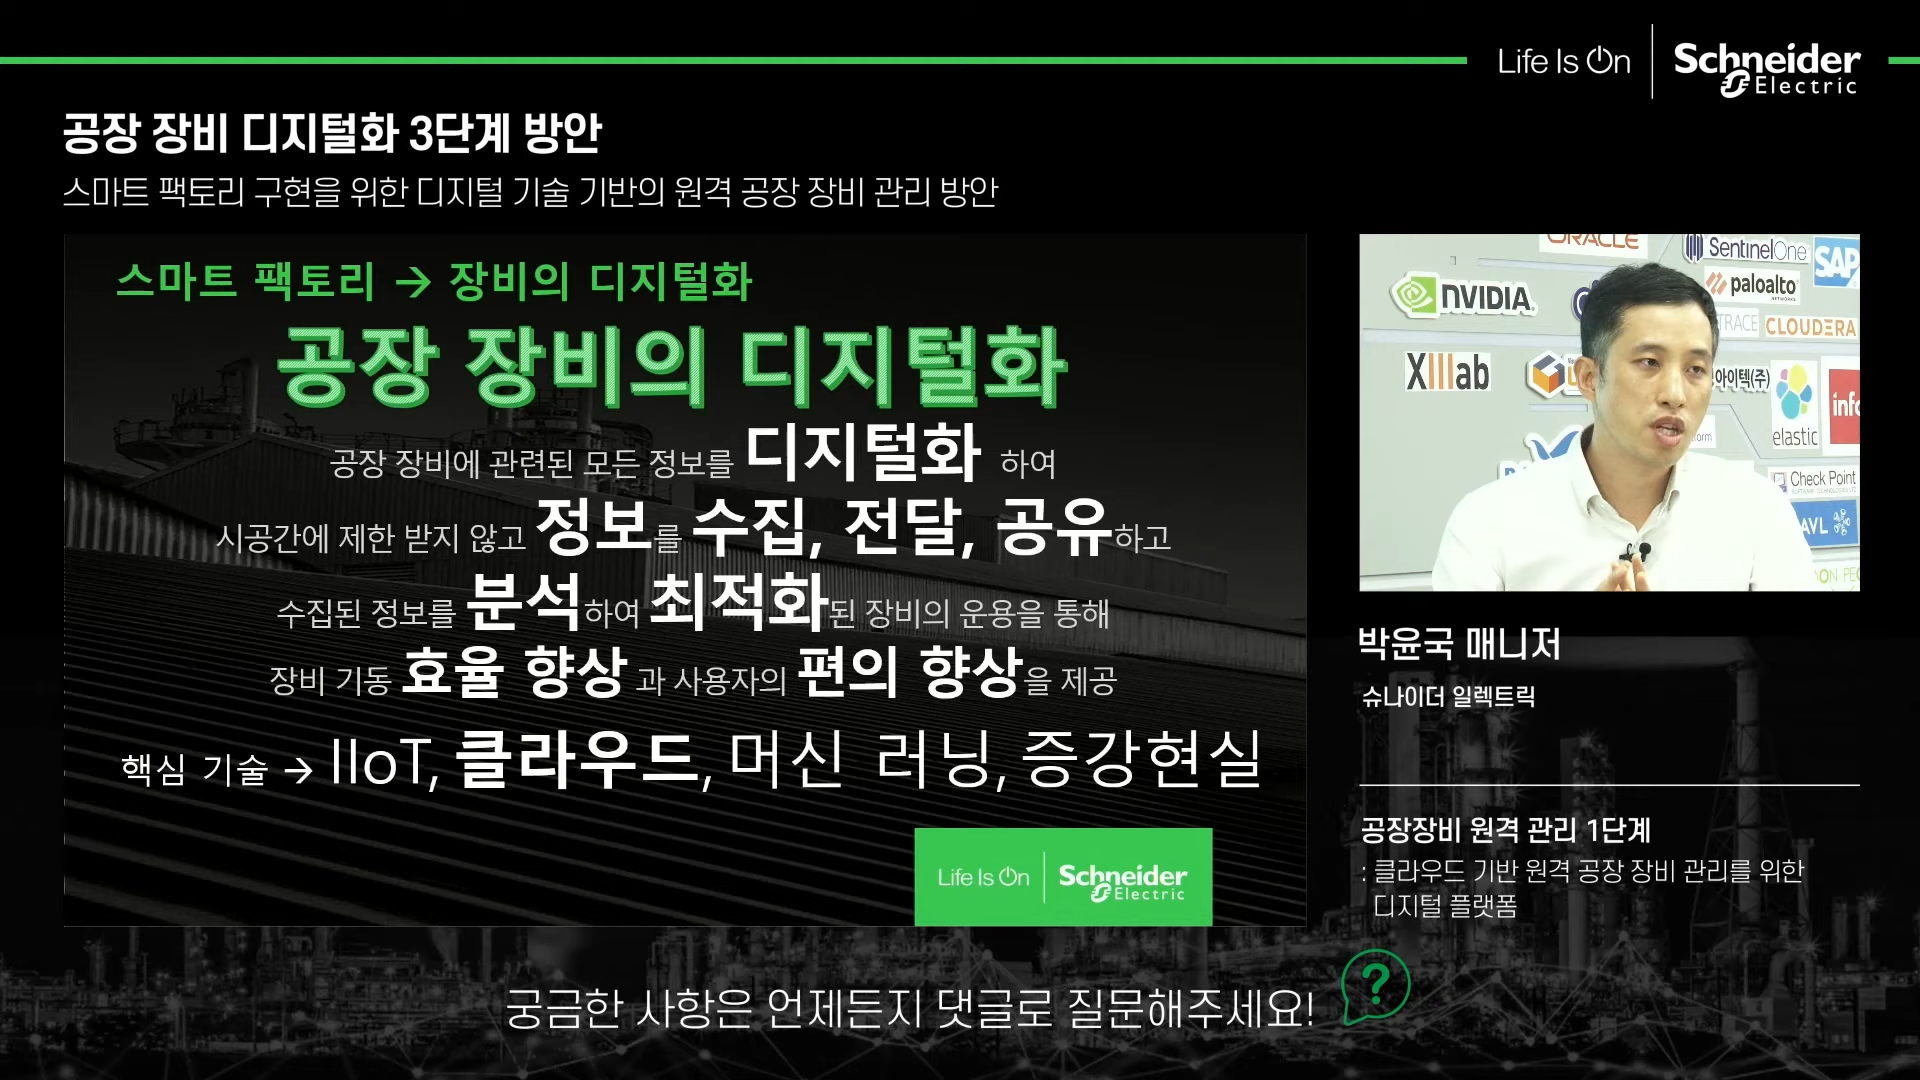 Life Is On | Schneider Electric
공장 장비 디지털화 3단계 방안
스마트 팩토리 구현을 위한 디지털 기술 기반의 원격 공장 장비 관리 방안
스마트 팩토리 → 장비의 디지털화
공장 장비의 디지털화
공장 장비에 관련된 모든 정보를 디지털화 하여
시공간에 제한 받지 않고 정보를 수집, 전달, 공유하고
수집된 정보를 분석하여 최적화된 장비의 운용을 통해
장비 기동 효율 향상 과 사용자의 편의 향상을 제공
핵심 기술 → IIoT, 클라우드, 머신 러닝, 증강현실
Life Is On | Schneider Electric
ORACLE
SentinelOne
SAP
NVIDIA
paloalto
NETWORKS
TRACE
CLOUDERA
XIIIab
아이텍(주)
elastic
info
orm
Check Point
AVL
박윤국 매니저
슈나이더 일렉트릭
공장장비 원격 관리 1단계
: 클라우드 기반 원격 공장 장비 관리를 위한
디지털 플랫폼
궁금한 사항은 언제든지 댓글로 질문해주세요!
?